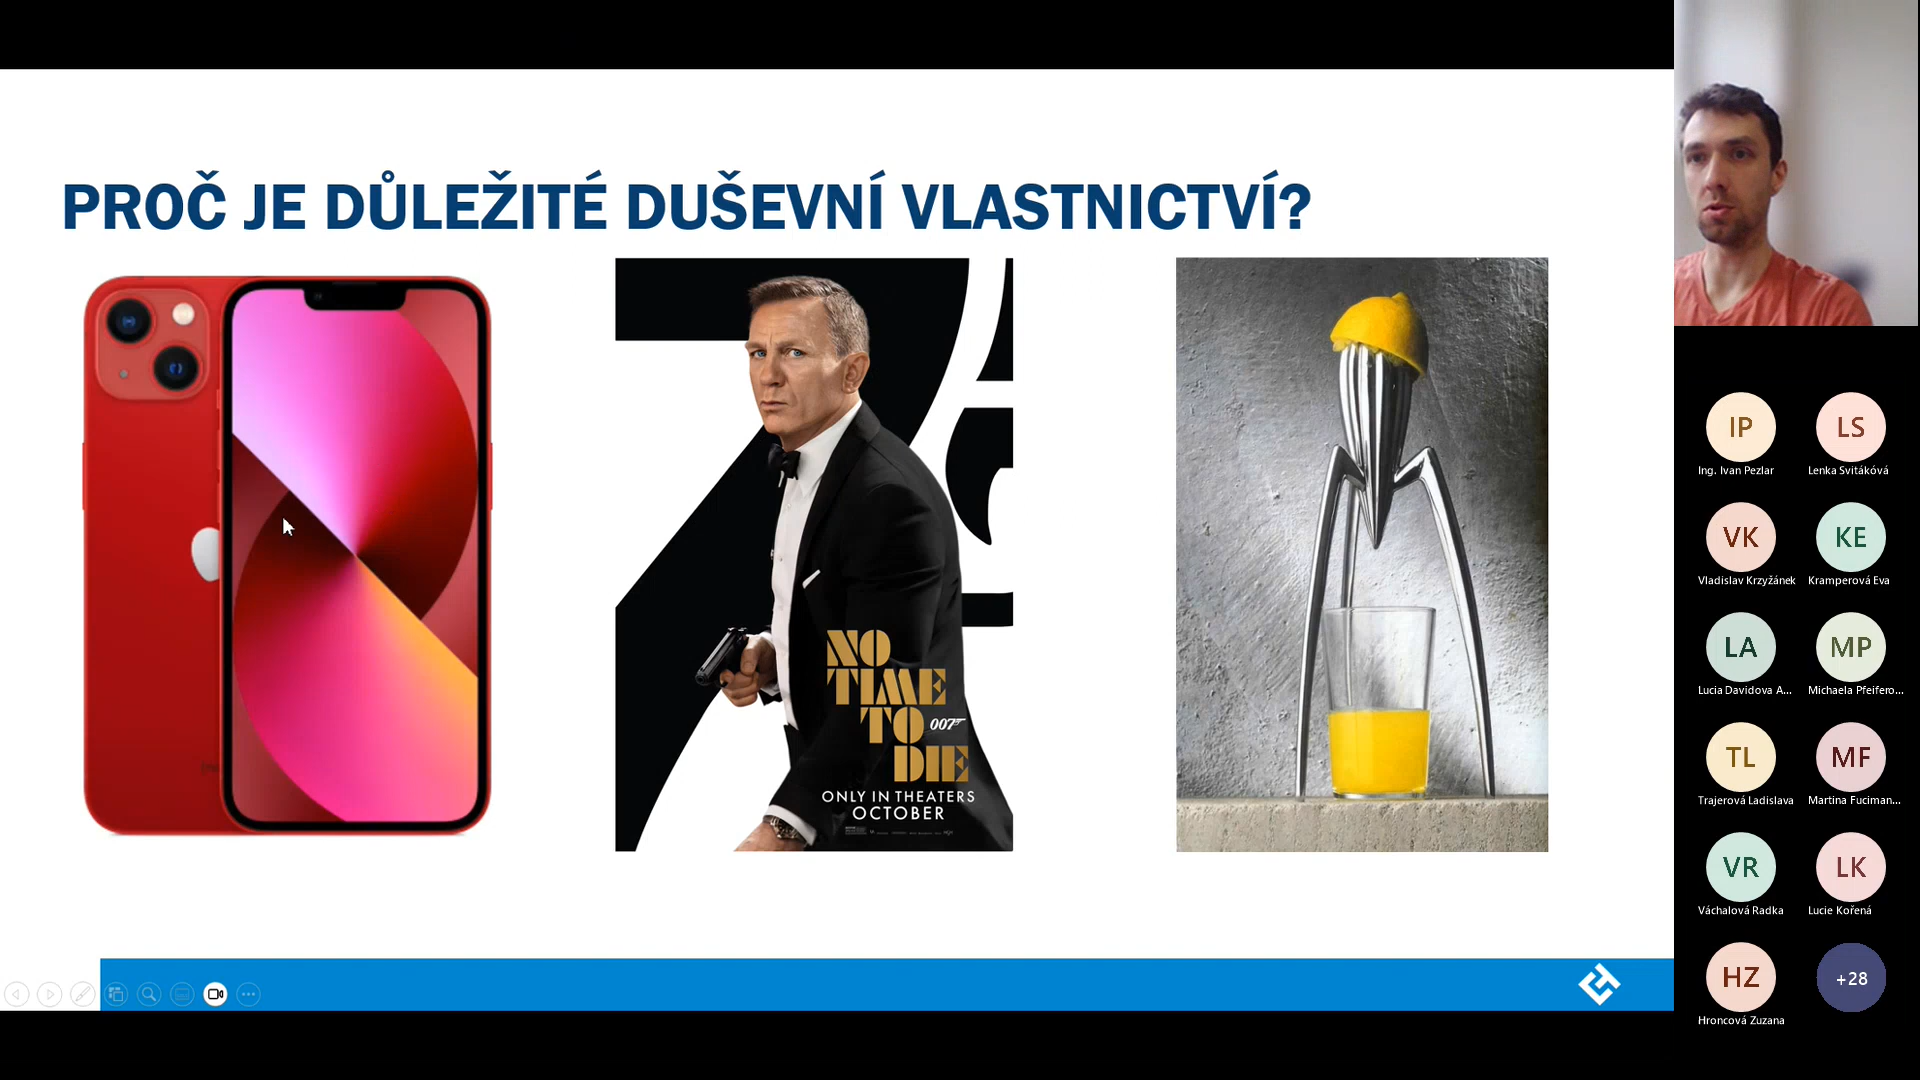 PROČ JE DŮLEŽITÉ DUŠEVNÍ VLASTNICTVÍ?
NO
TIME
TO
007
DIE
ONLY IN THEATERS
OCTOBER
IP
LS
Ing. Ivan Pezlar
Lenka Svitáková
VK
KE
Vladislav Krzyžánek
Kramperová Eva
LA
MP
Lucia Davidova A...
Michaela Pfeifero...
TL
MF
Trajerová Ladislava
Martina Fuciman...
VR
LK
Váchalová Radka
Lucie Kořená
HZ
+28
Hroncová Zuzana